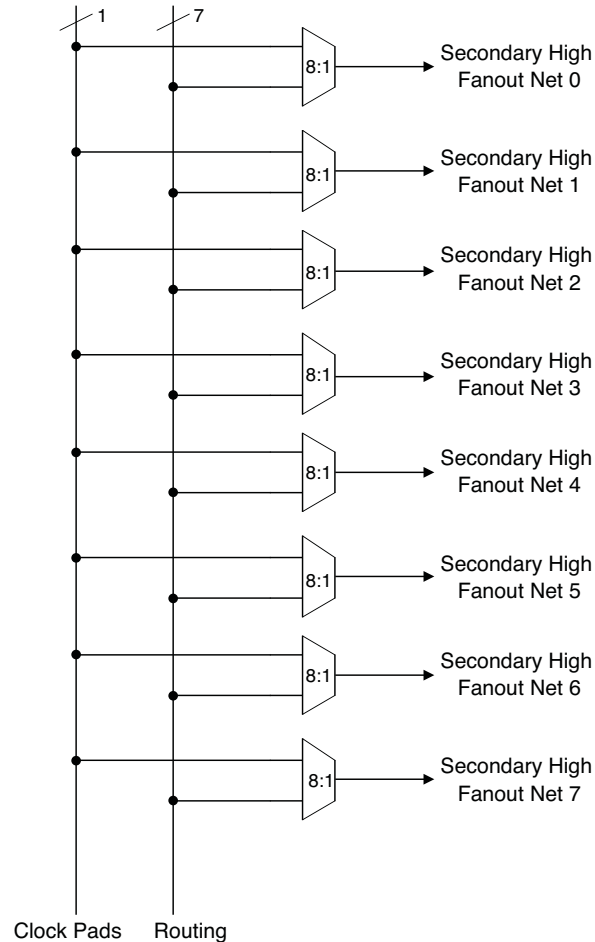 1
7
8:1
Secondary High
Fanout Net 0
8:1
Secondary High
Fanout Net 1
8:1
Secondary High
Fanout Net 2
8:1
Secondary High
Fanout Net 3
8:1
Secondary High
Fanout Net 4
8:1
Secondary High
Fanout Net 5
8:1
Secondary High
Fanout Net 6
8:1
Secondary High
Fanout Net 7
Clock Pads
Routing